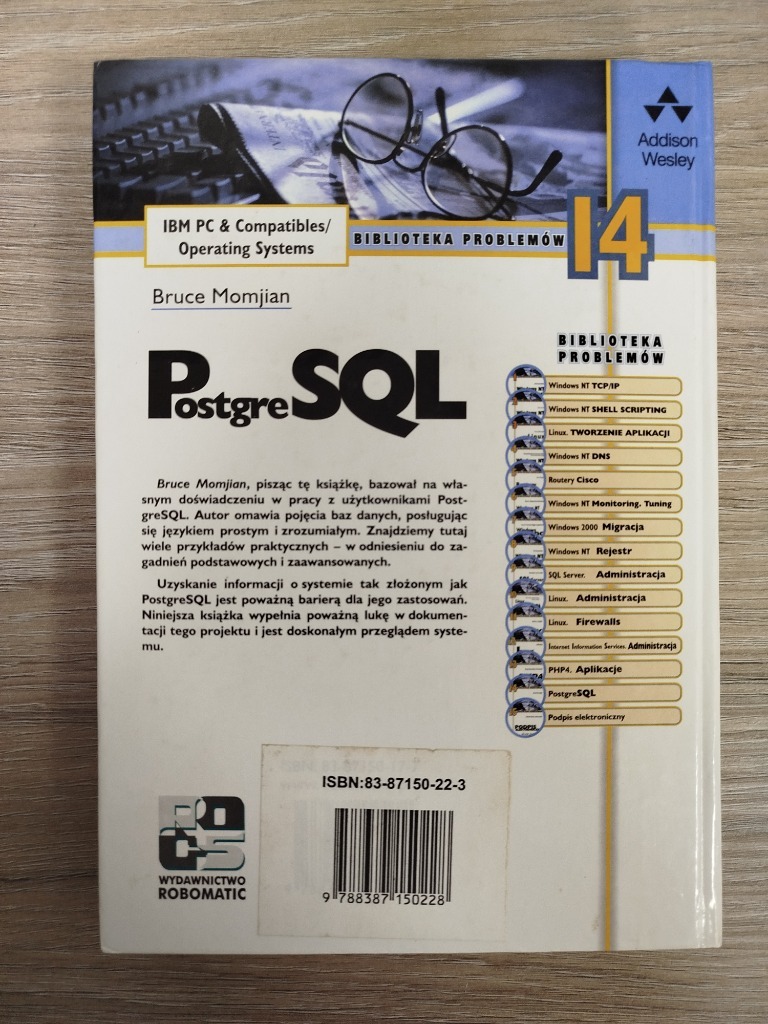 Addison
Wesley
IBM PC & Compatibles/
Operating Systems
BIBLIOTEKA PROBLEMÓW
14
Bruce Momjian
PostgreSQL
Bruce Momjian, pisząc tę książkę, bazował na wła-
snym doświadczeniu w pracy z użytkownikami Post-
greSQL. Autor omawia pojęcia baz danych, posługując
się językiem prostym i zrozumiałym. Znajdziemy tutaj
wiele przykładów praktycznych – w odniesieniu do za-
gadnień podstawowych i zaawansowanych.
Uzyskanie informacji o systemie tak złożonym jak
PostgreSQL jest poważną barierą dla jego zastosowań.
Niniejsza książka wypełnia poważną lukę w dokumen-
tacji tego projektu i jest doskonałym przeglądem syste-
mu.
BIBLIOTEKA
PROBLEMÓW
Windows NT TCP/IP
Windows NT SHELL SCRIPTING
Linux. TWORZENIE APLIKACJI
Windows NT DNS
Routery Cisco
Windows NT Monitoring. Tuning
Windows 2000 Migracja
Windows NT Rejestr
SQL Server. Administracja
Linux. Administracja
Linux. Firewalls
Internet Information Services. Administracja
PHP4. Aplikacje
PostgreSQL
Podpis elektroniczny
WYDAWNICTWO
ROBOMATIC
ISBN:83-87150-22-3
9 788387 150228